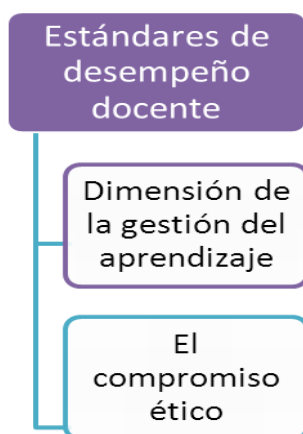 Estándares de
desempeño
docente
Dimensión de
la gestión del
aprendizaje
El
compromiso
ético